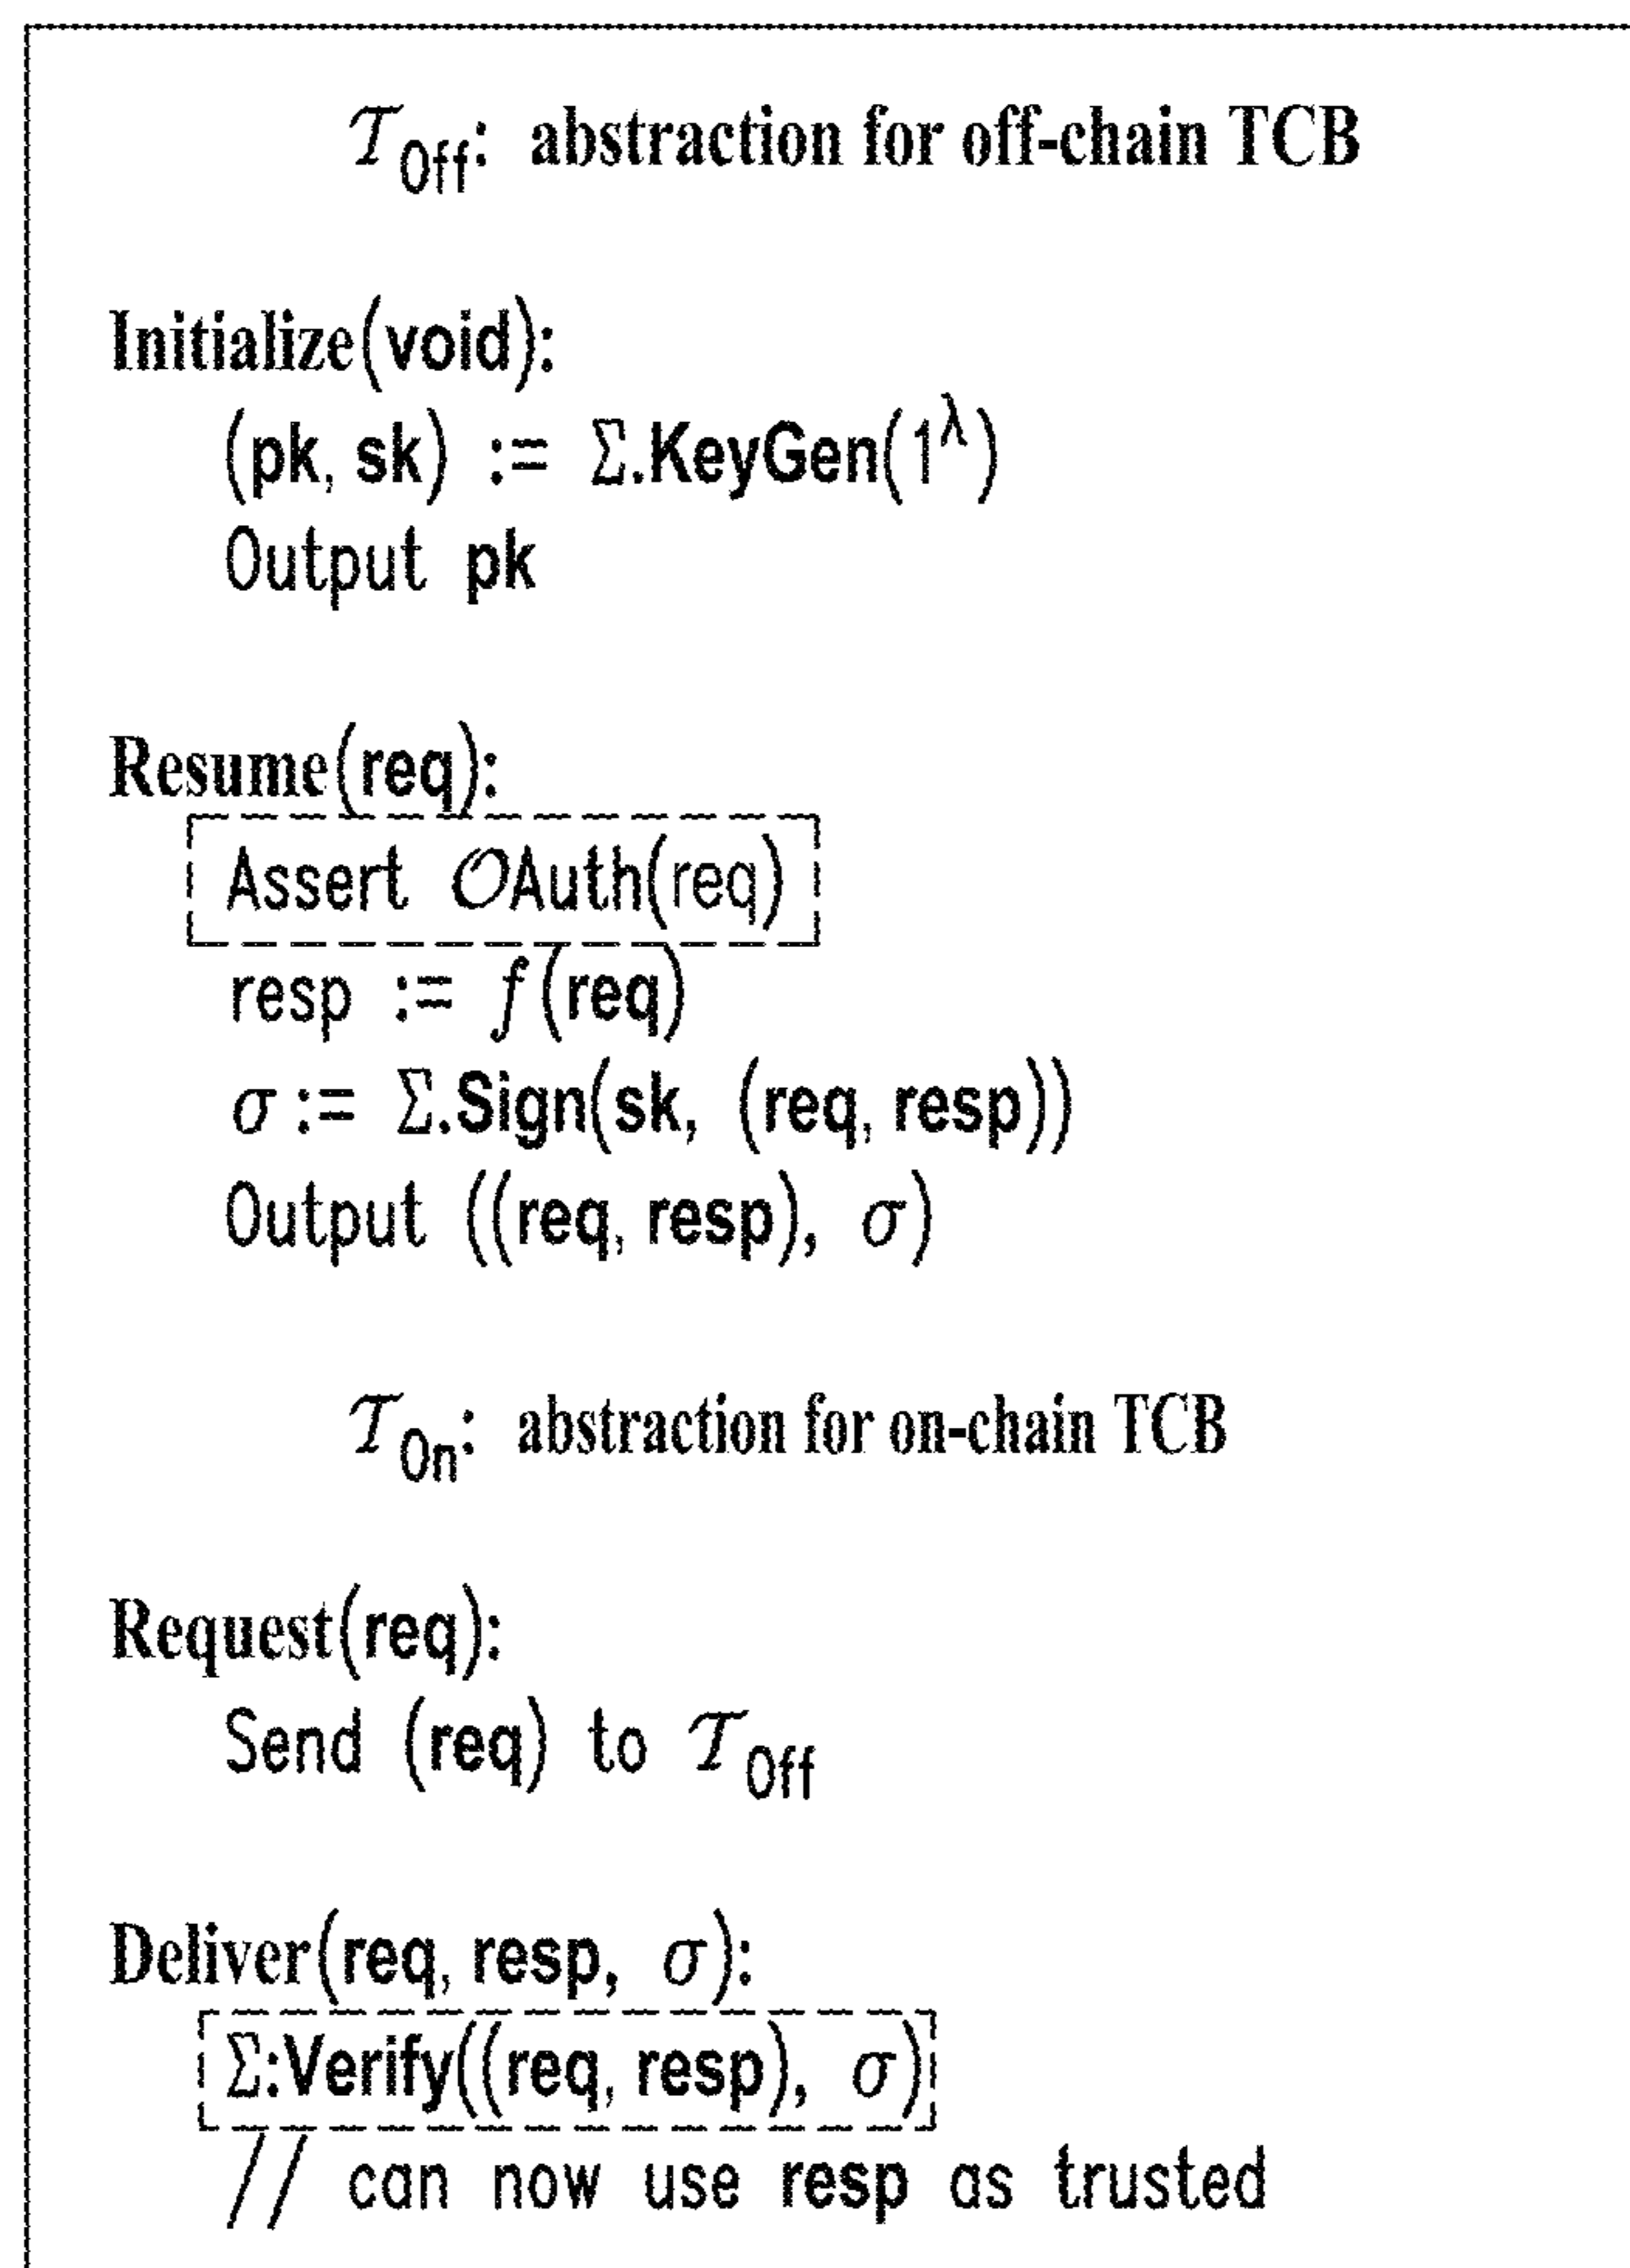 𝒯Off: abstraction for off-chain TCB
Initialize(void):
(pk, sk) := Σ.KeyGen(1^λ)
Output pk
Resume(req):
Assert 𝒪Auth(req)
resp := f(req)
σ := Σ.Sign(sk, (req, resp))
Output ((req, resp), σ)
𝒯On: abstraction for on-chain TCB
Request(req):
Send (req) to 𝒯Off
Deliver(req, resp, σ):
Σ:Verify((req, resp), σ)
// can now use resp as trusted